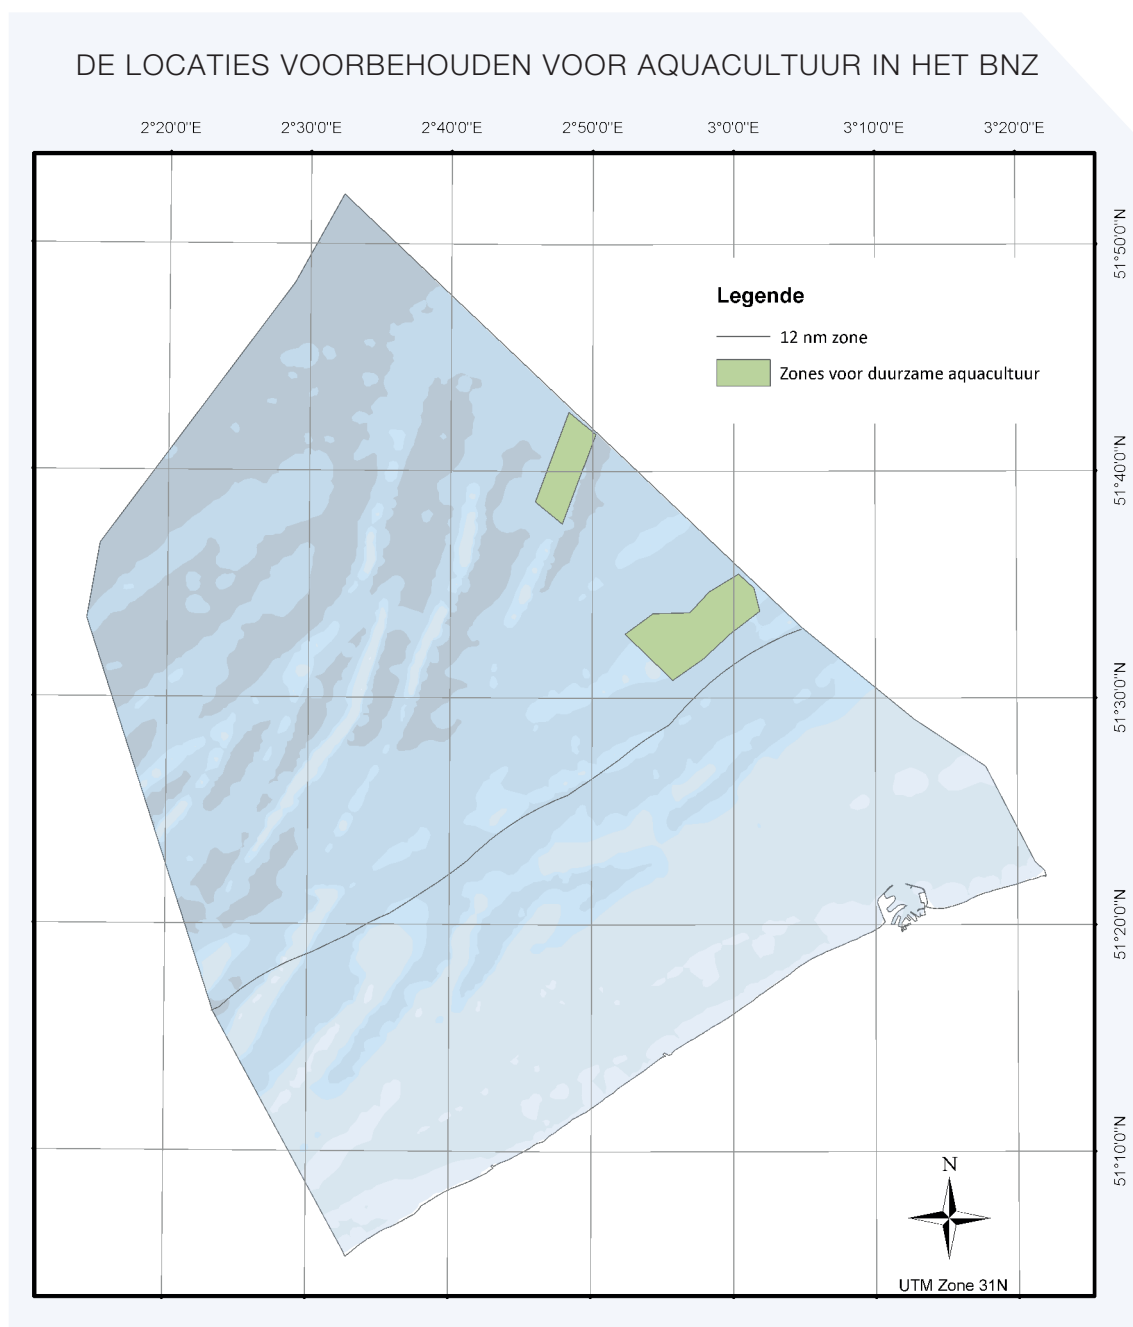 DE LOCATIES VOORBEHOUDEN VOOR AQUACULTUUR IN HET BNZ
2°20'0"E 2°30'0"E 2°40'0"E 2°50'0"E 3°0'0"E 3°10'0"E 3°20'0"E
51°50'0"N
Legende
12 nm zone
Zones voor duurzame aquacultuur
51°40'0"N
51°30'0"N
51°20'0"N
51°10'0"N
N
UTM Zone 31N